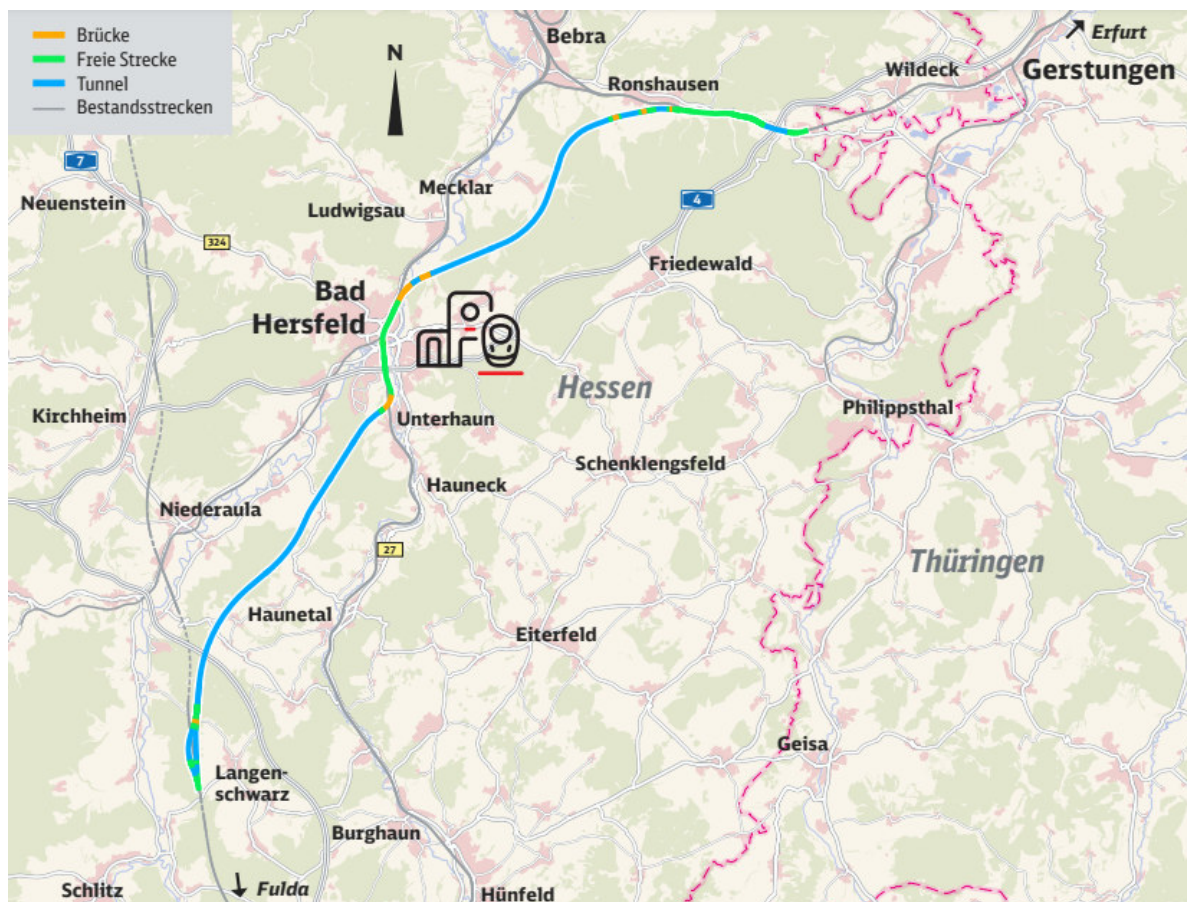 Brücke
Freie Strecke
Tunnel
Bestandsstrecken
N
Bebra
Erfurt
Wildeck
Gerstungen
Ronshausen
7
Neuenstein
Mecklar
Ludwigsau
4
324
Friedewald
Bad
Hersfeld
Hessen
Kirchheim
Unterhaun
Philippsthal
Schenklengsfeld
Hauneck
Niederaula
27
Thüringen
Haunetal
Eiterfeld
Geisa
Langen-
schwarz
Burghaun
Schlitz
Fulda
Hünfeld